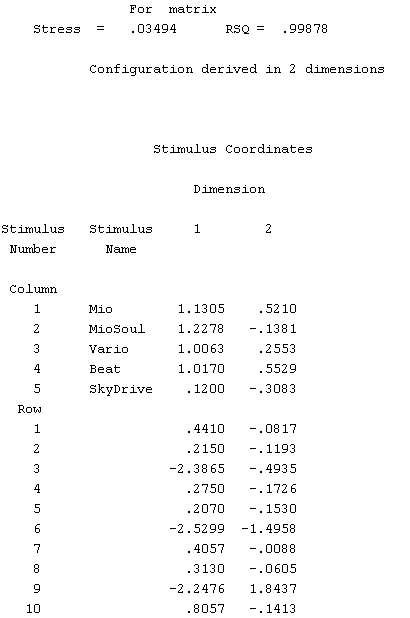 For matrix
Stress = .03494 RSQ = .99878
Configuration derived in 2 dimensions
Stimulus Coordinates
Dimension
Stimulus Stimulus 1 2
Number Name
Column
1 Mio 1.1305 .5210
2 MioSoul 1.2278 -.1381
3 Vario 1.0063 .2553
4 Beat 1.0170 .5529
5 SkyDrive .1200 -.3083
Row
1 .4410 -.0817
2 .2150 -.1193
3 -2.3865 -.4935
4 .2750 -.1726
5 .2070 -.1530
6 -2.5299 -1.4958
7 .4057 -.0088
8 .3130 -.0605
9 -2.2476 1.8437
10 .8057 -.1413